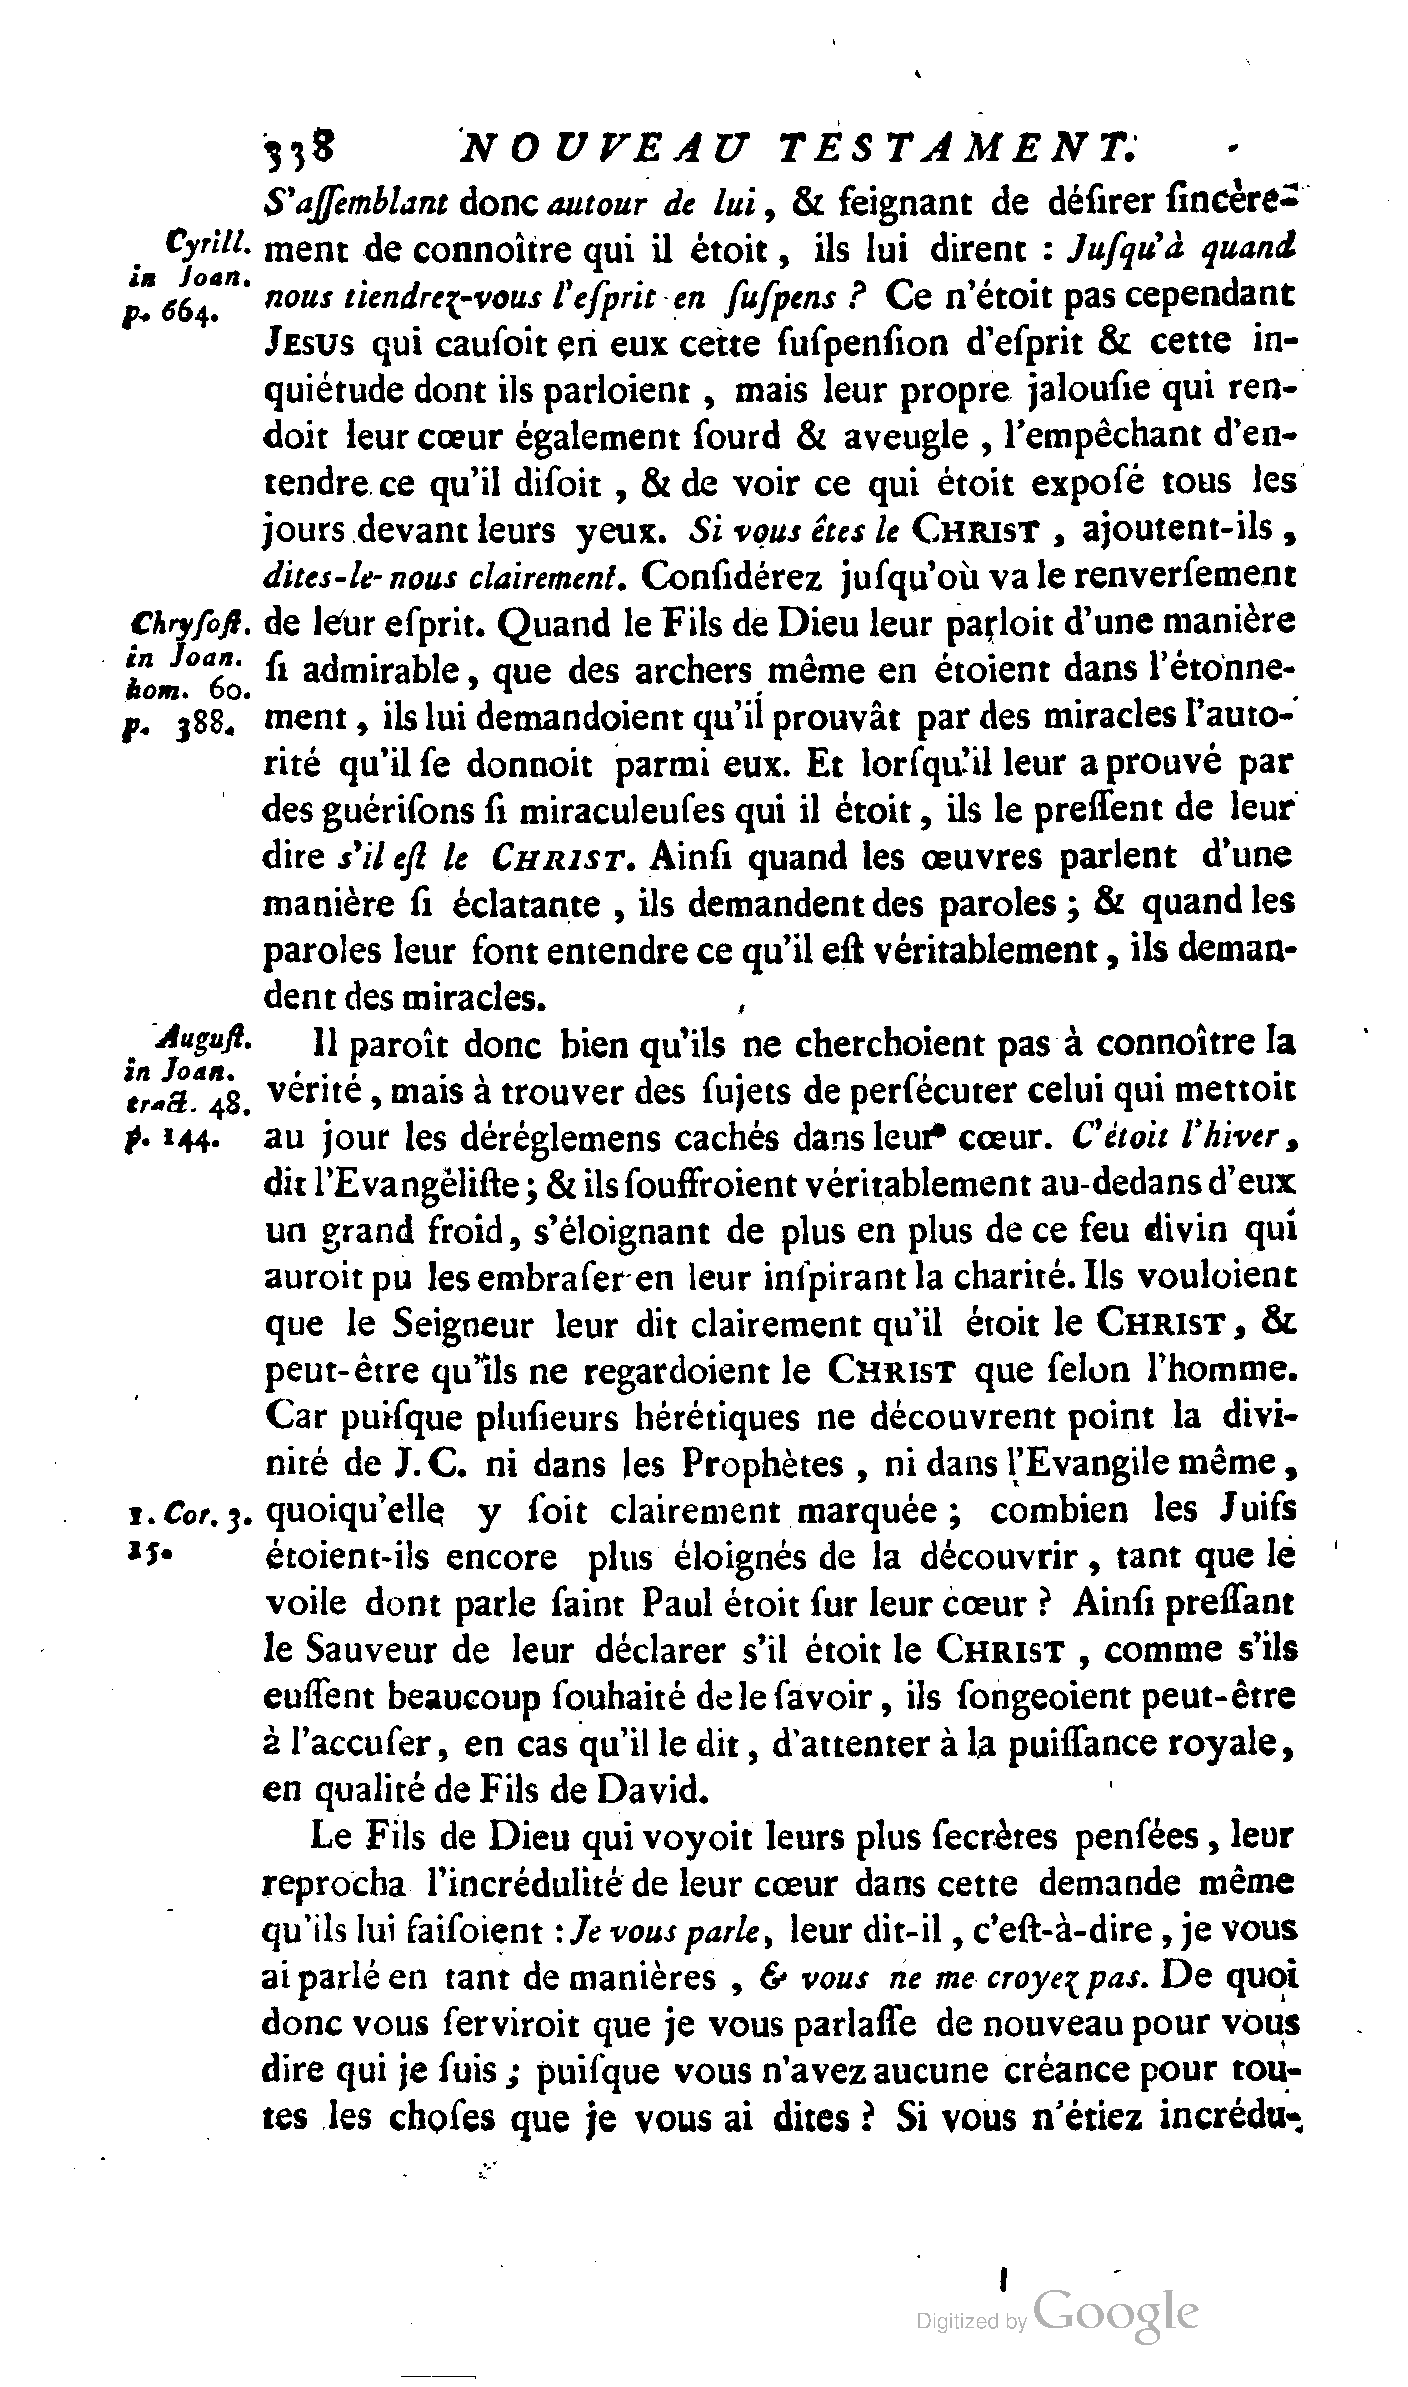 338 NOUVEAU TESTAMENT.
S'aſſemblant donc autour de lui, & feignant de déſirer ſincère-
Cyrill. ment de connoître qui il étoit, ils lui dirent : Juſqu'à quand
in Joan.
p. 664. nous tiendrez-vous l'eſprit en ſuſpens ? Ce n'étoit pas cependant
JESUS qui cauſoit en eux cette ſuſpenſion d'eſprit & cette in-
quiétude dont ils parloient, mais leur propre jalouſie qui ren-
doit leur cœur également ſourd & aveugle, l'empêchant d'en-
tendre ce qu'il diſoit, & de voir ce qui étoit expoſé tous les
jours devant leurs yeux. Si vous êtes le CHRIST, ajoutent-ils,
dites-le-nous clairement. Conſidérez juſqu'où va le renverſement
Chryſoſt. de leur eſprit. Quand le Fils de Dieu leur parloit d'une manière
in Joan. ſi admirable, que des archers même en étoient dans l'étonne-
hom. 60.
p. 388. ment, ils lui demandoient qu'il prouvât par des miracles l'auto-
rité qu'il ſe donnoit parmi eux. Et lorſqu'il leur a prouvé par
des guériſons ſi miraculeuſes qui il étoit, ils le preſſent de leur
dire s'il eſt le CHRIST. Ainſi quand les œuvres parlent d'une
manière ſi éclatante, ils demandent des paroles ; & quand les
paroles leur font entendre ce qu'il eſt véritablement, ils deman-
dent des miracles.
Auguſt. Il paroît donc bien qu'ils ne cherchoient pas à connoître la
in Joan.
tract. 48. vérité, mais à trouver des ſujets de perſécuter celui qui mettoit
p. 144. au jour les déréglemens cachés dans leur cœur. C'étoit l'hiver,
dit l'Evangéliſte ; & ils ſouffroient véritablement au-dedans d'eux
un grand froid, s'éloignant de plus en plus de ce feu divin qui
auroit pu les embraſer en leur inſpirant la charité. Ils vouloient
que le Seigneur leur dit clairement qu'il étoit le CHRIST, &
peut-être qu'ils ne regardoient le CHRIST que ſelon l'homme.
Car puiſque pluſieurs hérétiques ne découvrent point la divi-
nité de J. C. ni dans les Prophètes, ni dans l'Evangile même,
1. Cor. 3. quoiqu'elle y ſoit clairement marquée ; combien les Juifs
15. étoient-ils encore plus éloignés de la découvrir, tant que le
voile dont parle ſaint Paul étoit ſur leur cœur ? Ainſi preſſant
le Sauveur de leur déclarer s'il étoit le CHRIST, comme s'ils
euſſent beaucoup ſouhaité de le ſavoir, ils ſongeoient peut-être
à l'accuſer, en cas qu'il le dit, d'attenter à la puiſſance royale,
en qualité de Fils de David.
Le Fils de Dieu qui voyoit leurs plus ſecrètes penſées, leur
reprocha l'incrédulité de leur cœur dans cette demande même
qu'ils lui faiſoient : Je vous parle, leur dit-il, c'eſt-à-dire, je vous
ai parlé en tant de manières, & vous ne me croyez pas. De quoi
donc vous ſerviroit que je vous parlaſſe de nouveau pour vous
dire qui je ſuis ; puiſque vous n'avez aucune créance pour tou-
tes les choſes que je vous ai dites ? Si vous n'étiez incrédu-
Digitized by Google